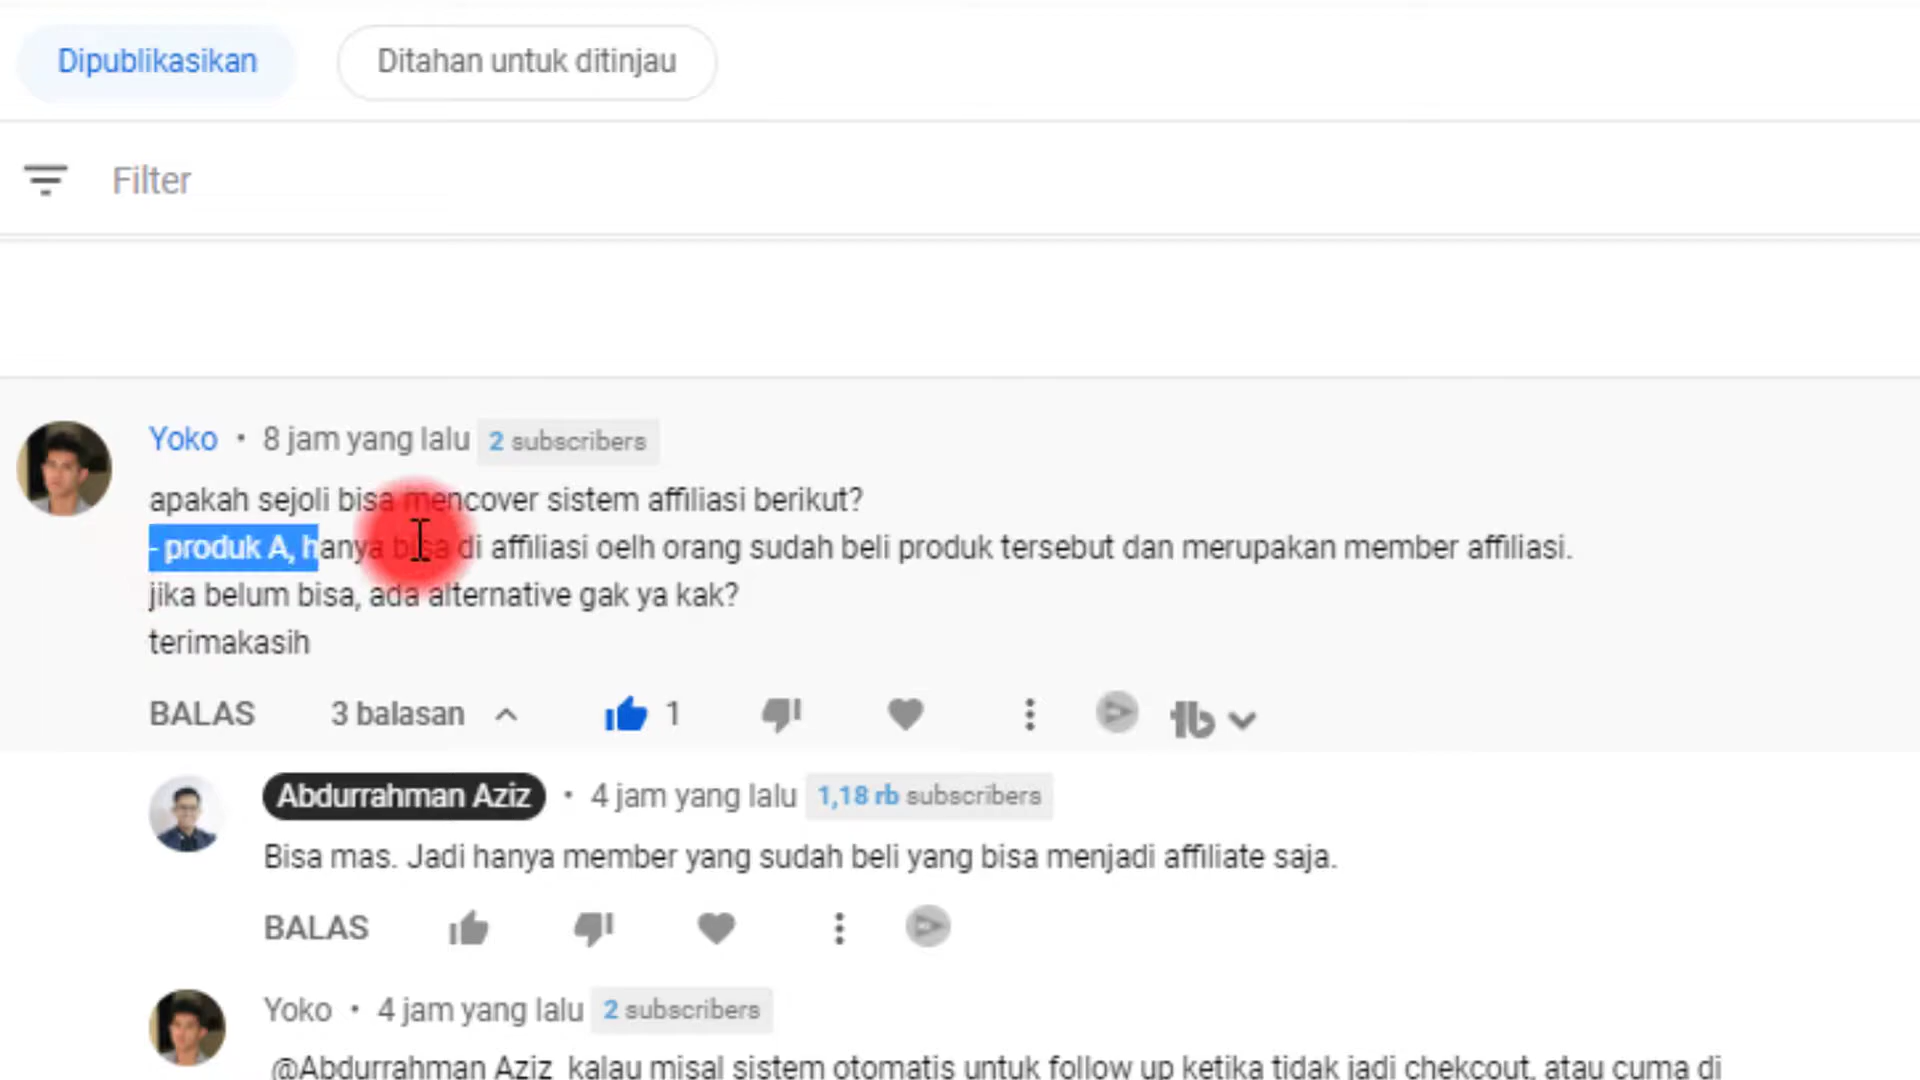 Dipublikasikan
Ditahan untuk ditinjau
Filter
Yoko • 8 jam yang lalu 2 subscribers
apakah sejoli bisa mencover sistem affiliasi berikut?
- produk A, hanya bisa di affiliasi oelh orang sudah beli produk tersebut dan merupakan member affiliasi.
jika belum bisa, ada alternative gak ya kak?
terimakasih
BALAS 3 balasan 1
Abdurrahman Aziz • 4 jam yang lalu 1,18 rb subscribers
Bisa mas. Jadi hanya member yang sudah beli yang bisa menjadi affiliate saja.
BALAS
Yoko • 4 jam yang lalu 2 subscribers
@Abdurrahman Aziz kalau misal sistem otomatis untuk follow up ketika tidak jadi chekcout, atau cuma di